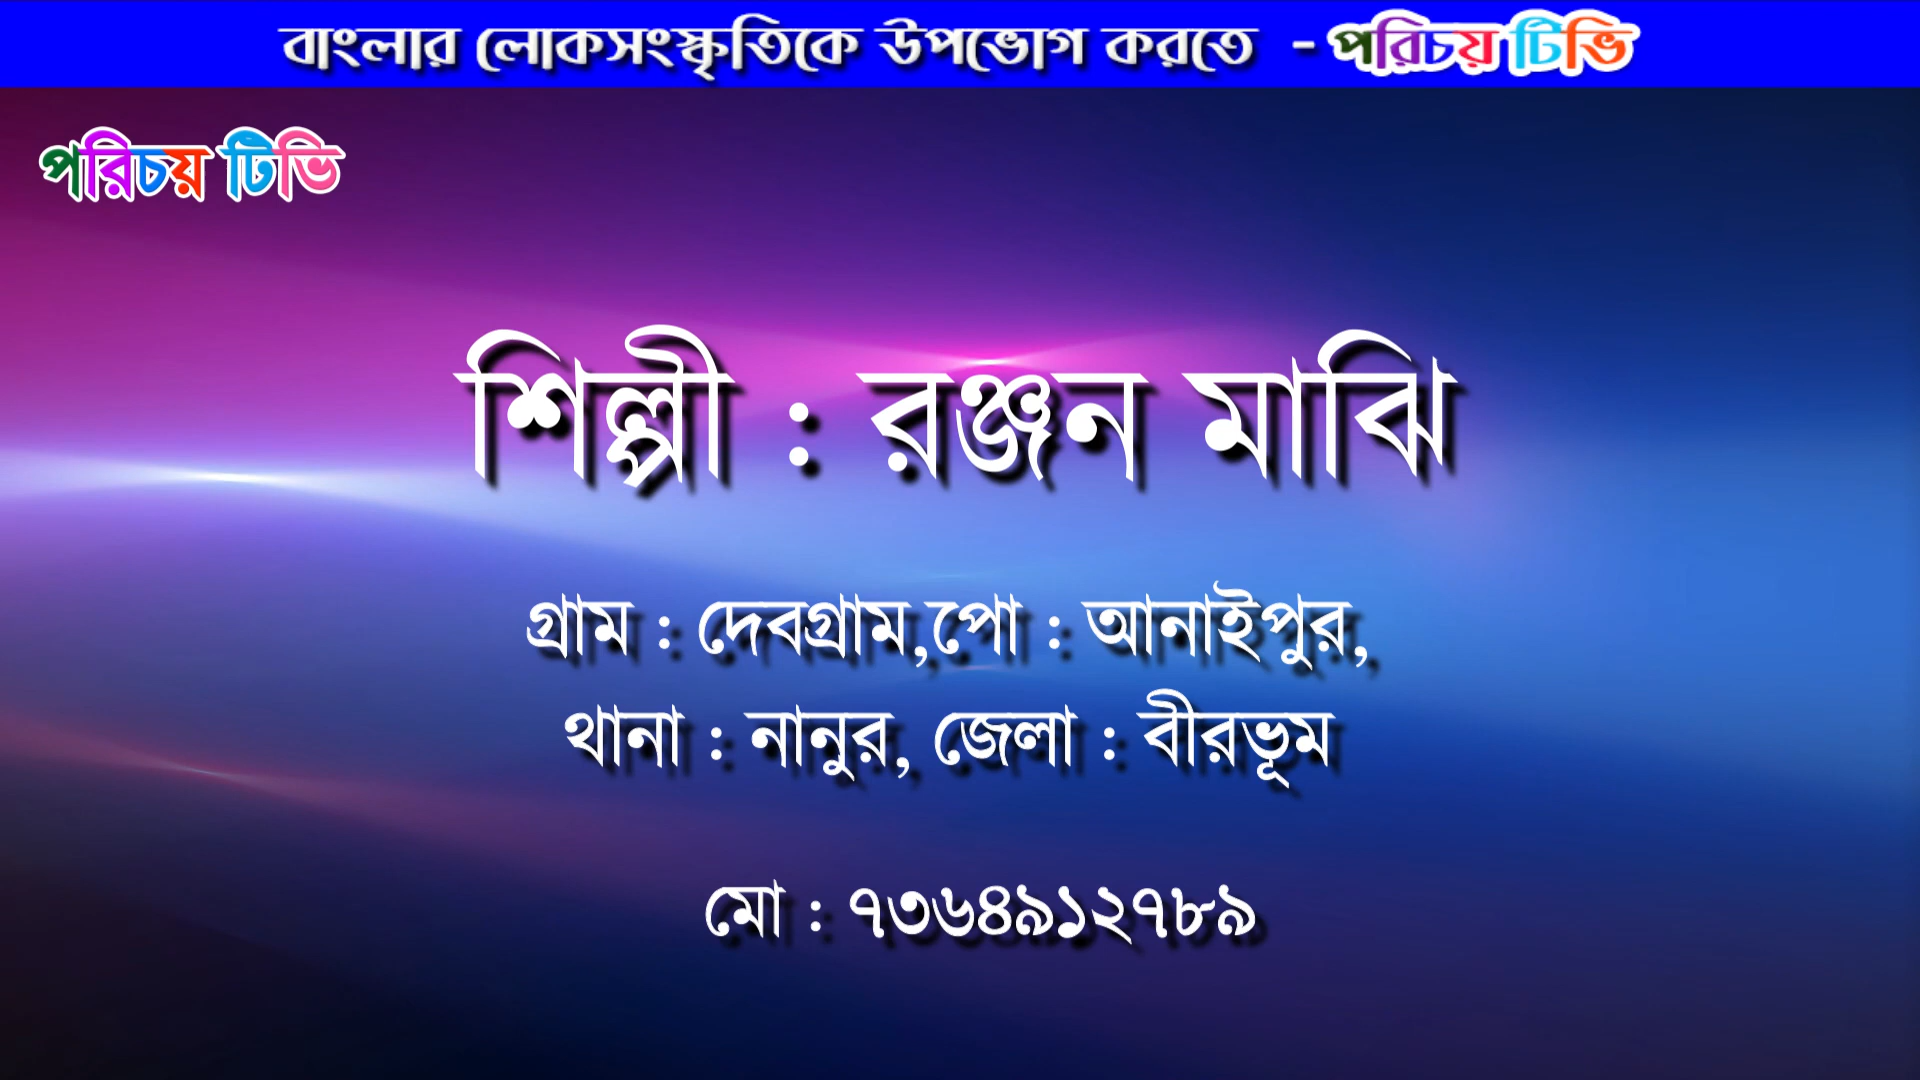 বাংলার লোকসংস্কৃতিকে উপভোগ করতে - পরিচয় টিভি
পরিচয় টিভি
শিল্পী : রঞ্জন মাঝি
গ্রাম : দেবগ্রাম,পো : আনাইপুর,
থানা : নানুর, জেলা : বীরভূম
মো : ৭৩৬৪৯১২৭৮৯